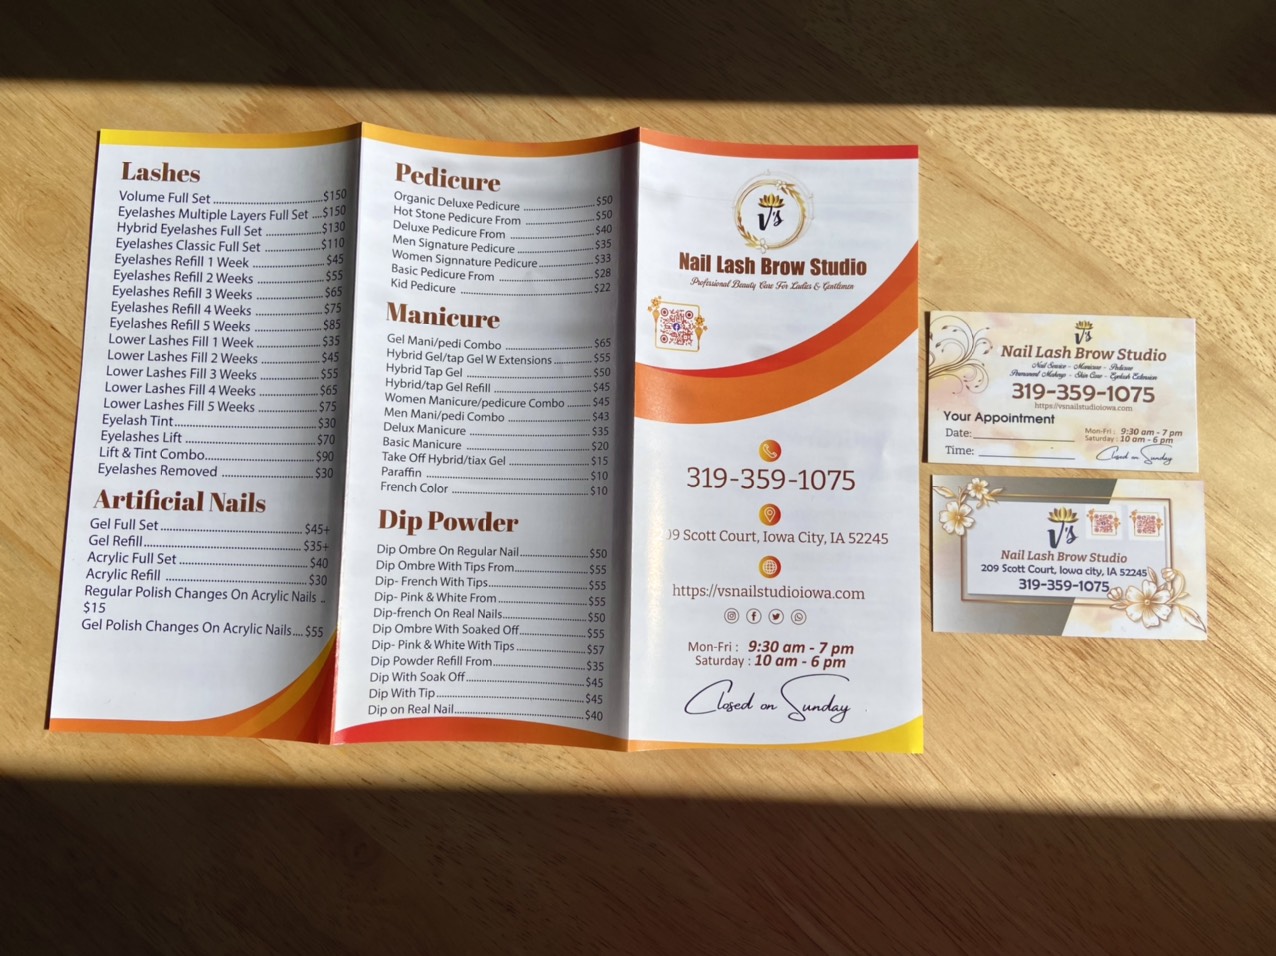 Lashes
Volume Full Set $150
Eyelashes Multiple Layers Full Set $150
Hybrid Eyelashes Full Set $130
Eyelashes Classic Full Set $110
Eyelashes Refill 1 Week $45
Eyelashes Refill 2 Weeks $55
Eyelashes Refill 3 Weeks $65
Eyelashes Refill 4 Weeks $75
Eyelashes Refill 5 Weeks $85
Lower Lashes Fill 1 Week $35
Lower Lashes Fill 2 Weeks $45
Lower Lashes Fill 3 Weeks $55
Lower Lashes Fill 4 Weeks $65
Lower Lashes Fill 5 Weeks $75
Eyelash Tint $30
Eyelashes Lift $70
Lift & Tint Combo $90
Eyelashes Removed $30
Artificial Nails
Gel Full Set $45+
Gel Refill $35+
Acrylic Full Set $40
Acrylic Refill $30
Regular Polish Changes On Acrylic Nails ..
$15
Gel Polish Changes On Acrylic Nails $55
Pedicure
Organic Deluxe Pedicure $50
Hot Stone Pedicure From $50
Deluxe Pedicure From $40
Men Signature Pedicure $35
Women Signnature Pedicure $33
Basic Pedicure From $28
Kid Pedicure $22
Manicure
Gel Mani/pedi Combo $65
Hybrid Gel/tap Gel W Extensions $55
Hybrid Tap Gel $50
Hybrid/tap Gel Refill $45
Women Manicure/pedicure Combo $45
Men Mani/pedi Combo $43
Delux Manicure $35
Basic Manicure $20
Take Off Hybrid/tiax Gel $15
Paraffin $10
French Color $10
Dip Powder
Dip Ombre On Regular Nail $50
Dip Ombre With Tips From $55
Dip- French With Tips $55
Dip- Pink & White From $55
Dip-french On Real Nails $50
Dip Ombre With Soaked Off $55
Dip- Pink & White With Tips $57
Dip Powder Refill From $35
Dip With Soak Off $45
Dip With Tip $45
Dip on Real Nail $40
V's
Nail Lash Brow Studio
Professional Beauty Care For Ladies & Gentlemen
319-359-1075
09 Scott Court, Iowa City, IA 52245
https://vsnailstudioiowa.com
Mon-Fri : 9:30 am - 7 pm
Saturday : 10 am - 6 pm
Closed on Sunday
V's
Nail Lash Brow Studio
Nail Service - Manicure - Pedicure
Permanent Makeup - Skin Care - Eyelash Extension
319-359-1075
https://vsnailstudioiowa.com
Your Appointment
Date:
Time:
Mon-Fri : 9:30 am - 7 pm
Saturday : 10 am - 6 pm
Closed on Sunday
V's
Nail Lash Brow Studio
209 Scott Court, Iowa city, IA 52245
319-359-1075